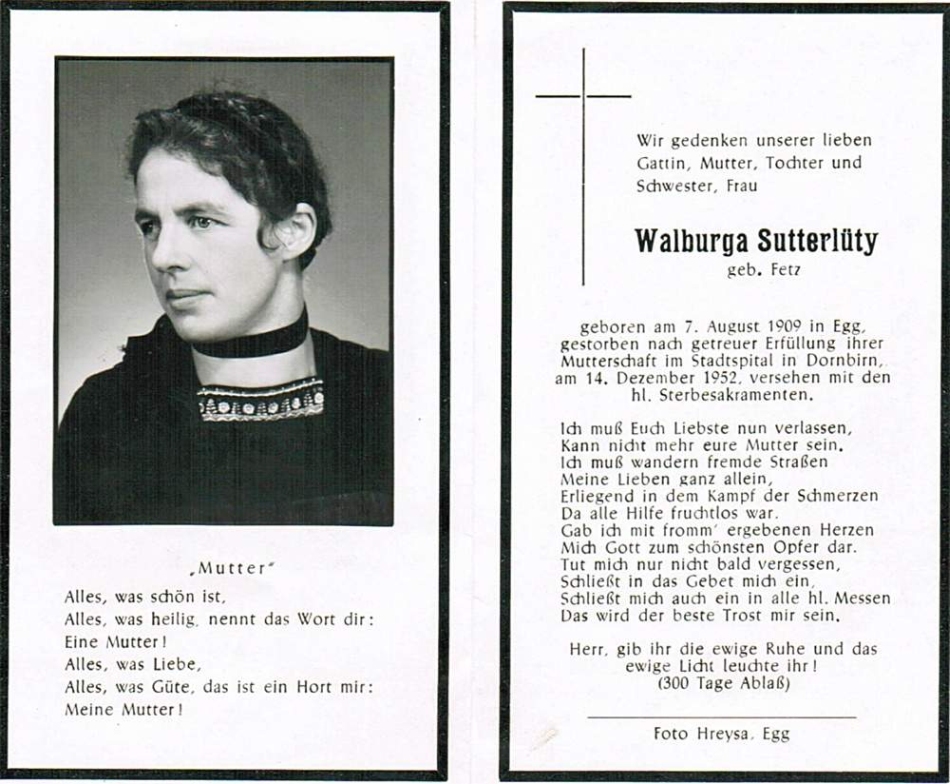 „Mutter“
Alles, was schön ist,
Alles, was heilig, nennt das Wort dir:
Eine Mutter!
Alles, was Liebe,
Alles, was Güte, das ist ein Hort mir:
Meine Mutter!
Wir gedenken unserer lieben
Gattin, Mutter, Tochter und
Schwester, Frau
Walburga Sutterlüty
geb. Fetz
geboren am 7. August 1909 in Egg,
gestorben nach getreuer Erfüllung ihrer
Mutterschaft im Stadtspital in Dornbirn,
am 14. Dezember 1952, versehen mit den
hl. Sterbesakramenten.
Ich muß Euch Liebste nun verlassen,
Kann nicht mehr eure Mutter sein.
Ich muß wandern fremde Straßen
Meine Lieben ganz allein,
Erliegend in dem Kampf der Schmerzen
Da alle Hilfe fruchtlos war.
Gab ich mit fromm' ergebenen Herzen
Mich Gott zum schönsten Opfer dar.
Tut mich nur nicht bald vergessen,
Schließt in das Gebet mich ein,
Schließt mich auch ein in alle hl. Messen
Das wird der beste Trost mir sein.
Herr, gib ihr die ewige Ruhe und das
ewige Licht leuchte ihr!
(300 Tage Ablaß)
Foto Hreysa, Egg